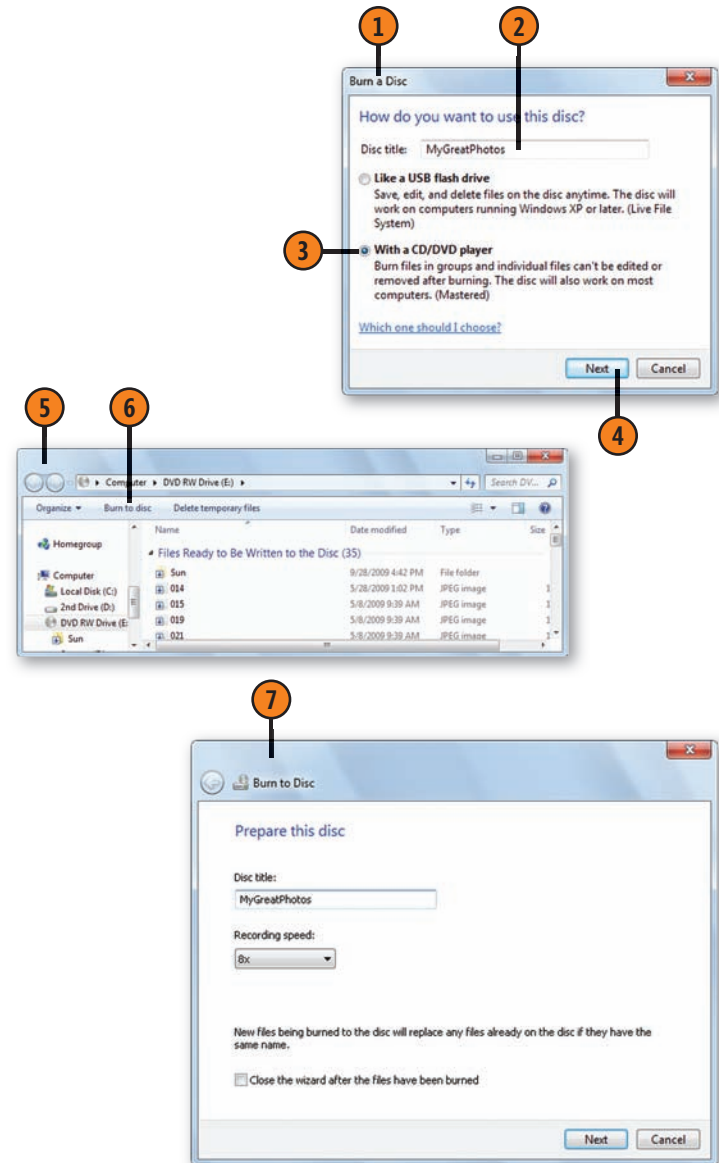 1
2
Burn a Disc
How do you want to use this disc?
Disc title: MyGreatPhotos
Like a USB flash drive
Save, edit, and delete files on the disc anytime. The disc will
work on computers running Windows XP or later. (Live File
System)
3
With a CD/DVD player
Burn files in groups and individual files can't be edited or
removed after burning. The disc will also work on most
computers. (Mastered)
Which one should I choose?
Next Cancel
4
5
6
Computer DVD RW Drive (E:) Search DV...
Organize Burn to disc Delete temporary files
Name Date modified Type Size
Homegroup
Files Ready to Be Written to the Disc (35)
Computer
Sun 9/28/2009 4:42 PM File folder
Local Disk (C:)
014 5/28/2009 1:02 PM JPEG image 1
2nd Drive (D:)
015 5/8/2009 9:39 AM JPEG image 1
DVD RW Drive (E:
019 5/8/2009 9:39 AM JPEG image 1
Sun
021 5/8/2009 9:39 AM JPEG image 1
7
Burn to Disc
Prepare this disc
Disc title:
MyGreatPhotos
Recording speed:
8x
New files being burned to the disc will replace any files already on the disc if they have the
same name.
Close the wizard after the files have been burned
Next Cancel